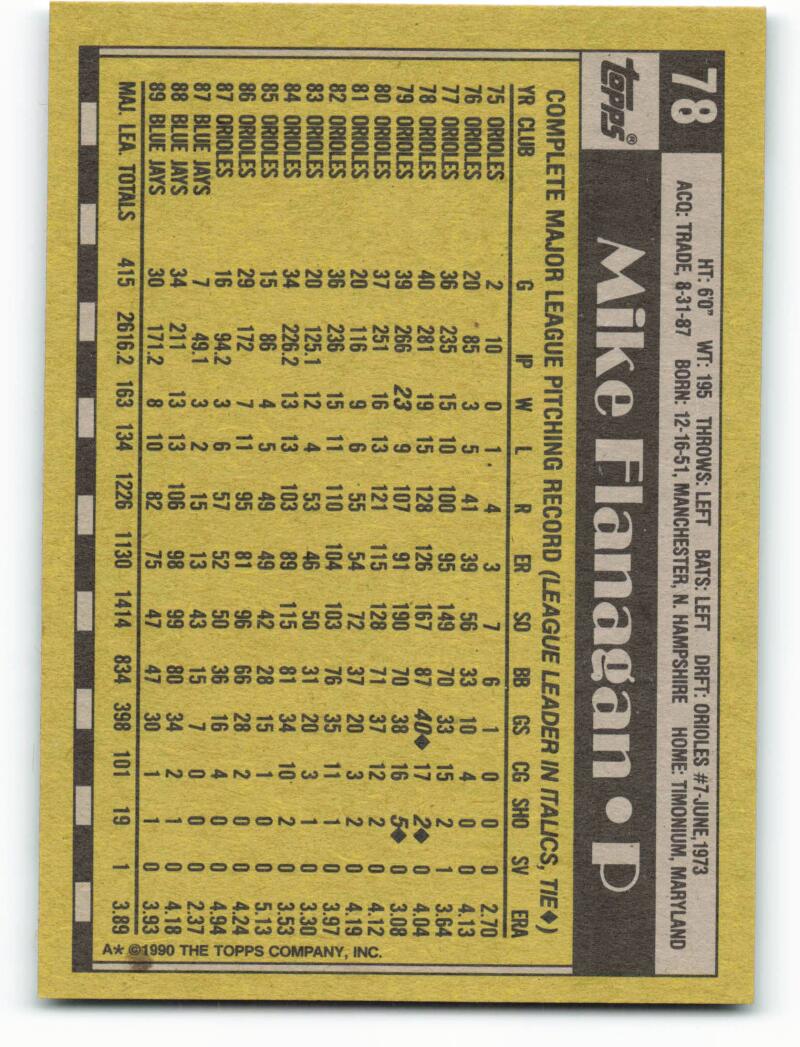 78
HT: 6'0" WT: 195 THROWS: LEFT BATS: LEFT DRFT: ORIOLES #7-JUNE,1973
ACQ: TRADE, 8-31-87 BORN: 12-16-51, MANCHESTER, N. HAMPSHIRE HOME: TIMONIUM, MARYLAND
Topps® Mike Flanagan • P
COMPLETE MAJOR LEAGUE PITCHING RECORD (LEAGUE LEADER IN ITALICS, TIE♦)
YR CLUB G IP W L R ER SO BB GS CG SHO SV ERA
75 ORIOLES 2 10 0 1 4 3 7 6 1 0 0 0 2.70
76 ORIOLES 20 85 3 5 41 39 56 33 10 4 0 1 4.13
77 ORIOLES 36 235 15 10 100 95 149 70 33 15 2 1 3.64
78 ORIOLES 40 281 19 15 128 126 167 87 40♦ 17 2♦ 0 4.04
79 ORIOLES 39 266 23 9 107 91 190 70 38 16 5♦ 0 3.08
80 ORIOLES 37 251 16 13 121 115 128 71 37 12 2 0 4.12
81 ORIOLES 20 116 9 6 55 54 72 37 20 3 2 0 4.19
82 ORIOLES 36 236 15 11 110 104 103 76 35 11 1 0 3.97
83 ORIOLES 20 125.1 12 4 53 46 50 31 20 3 1 0 3.30
84 ORIOLES 34 226.2 13 13 103 89 115 81 34 10 2 0 3.53
85 ORIOLES 15 86 4 5 49 49 42 28 15 1 0 0 5.13
86 ORIOLES 29 172 7 11 95 81 96 66 28 2 0 0 4.24
87 ORIOLES 16 94.2 3 6 57 52 50 36 16 4 0 0 4.94
87 BLUE JAYS 7 49.1 3 2 15 13 43 15 7 0 0 0 2.37
88 BLUE JAYS 34 211 13 13 106 98 99 80 34 2 1 0 4.18
89 BLUE JAYS 30 171.2 8 10 82 75 47 47 30 1 1 0 3.93
MAJ. LEA. TOTALS 415 2616.2 163 134 1226 1130 1414 834 398 101 19 1 3.89
A* ©1990 THE TOPPS COMPANY, INC.